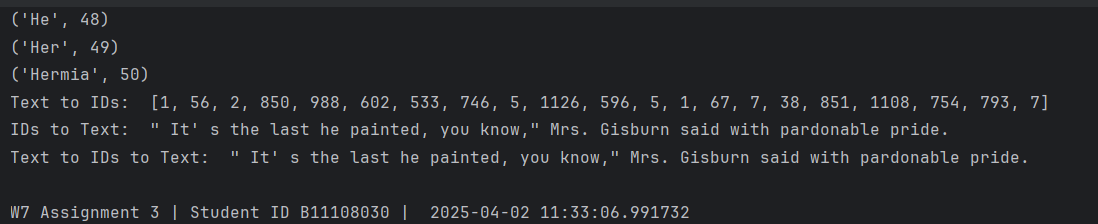 ('He', 48)
('Her', 49)
('Hermia', 50)
Text to IDs:  [1, 56, 2, 850, 988, 602, 533, 746, 5, 1126, 596, 5, 1, 67, 7, 38, 851, 1108, 754, 793, 7]
IDs to Text:  " It' s the last he painted, you know," Mrs. Gisburn said with pardonable pride.
Text to IDs to Text:  " It' s the last he painted, you know," Mrs. Gisburn said with pardonable pride.
W7 Assignment 3 | Student ID B11108030 |  2025-04-02 11:33:06.991732